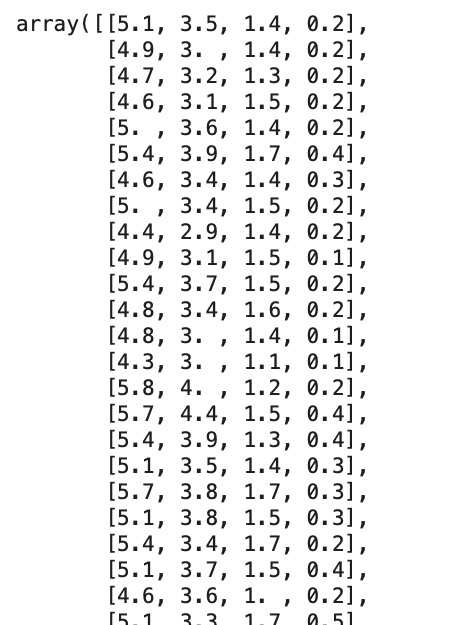 array([[5.1, 3.5, 1.4, 0.2],
       [4.9, 3. , 1.4, 0.2],
       [4.7, 3.2, 1.3, 0.2],
       [4.6, 3.1, 1.5, 0.2],
       [5. , 3.6, 1.4, 0.2],
       [5.4, 3.9, 1.7, 0.4],
       [4.6, 3.4, 1.4, 0.3],
       [5. , 3.4, 1.5, 0.2],
       [4.4, 2.9, 1.4, 0.2],
       [4.9, 3.1, 1.5, 0.1],
       [5.4, 3.7, 1.5, 0.2],
       [4.8, 3.4, 1.6, 0.2],
       [4.8, 3. , 1.4, 0.1],
       [4.3, 3. , 1.1, 0.1],
       [5.8, 4. , 1.2, 0.2],
       [5.7, 4.4, 1.5, 0.4],
       [5.4, 3.9, 1.3, 0.4],
       [5.1, 3.5, 1.4, 0.3],
       [5.7, 3.8, 1.7, 0.3],
       [5.1, 3.8, 1.5, 0.3],
       [5.4, 3.4, 1.7, 0.2],
       [5.1, 3.7, 1.5, 0.4],
       [4.6, 3.6, 1. , 0.2],
       [5.1, 3.3, 1.7, 0.5],